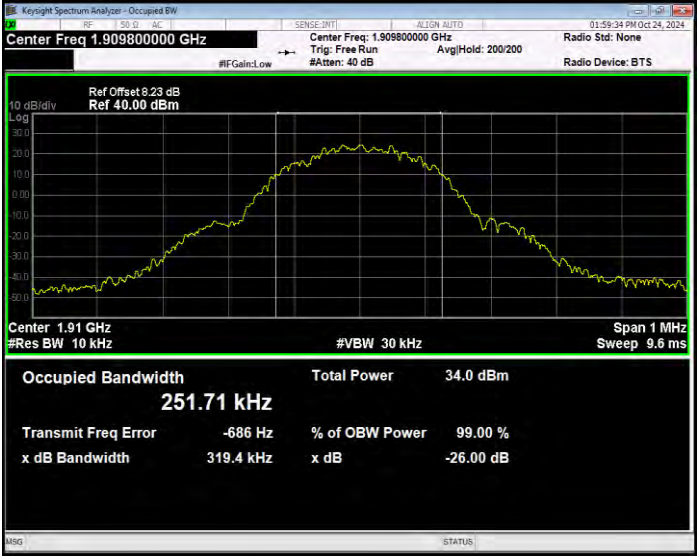 Keysight Spectrum Analyzer - Occupied BW
RF 50 Ω AC SENSE:INT ALIGN AUTO 01:59:34 PM Oct 24, 2024
Center Freq 1.909800000 GHz
Center Freq: 1.909800000 GHz
Radio Std: None
Trig: Free Run Avg|Hold: 200/200
#IFGain:Low
#Atten: 40 dB
Radio Device: BTS
Ref Offset 8.23 dB
10 dB/div Ref 40.00 dBm
Log
30.0
20.0
10.0
0.00
-10.0
-20.0
-30.0
-40.0
-50.0
Center 1.91 GHz Span 1 MHz
#Res BW 10 kHz #VBW 30 kHz Sweep 9.6 ms
Occupied Bandwidth Total Power 34.0 dBm
251.71 kHz
Transmit Freq Error -686 Hz % of OBW Power 99.00 %
x dB Bandwidth 319.4 kHz x dB -26.00 dB
MSG STATUS